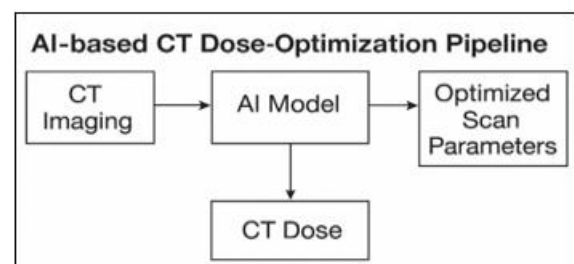 AI-based CT Dose-Optimization Pipeline
CT
Imaging
AI Model
Optimized
Scan
Parameters
CT Dose